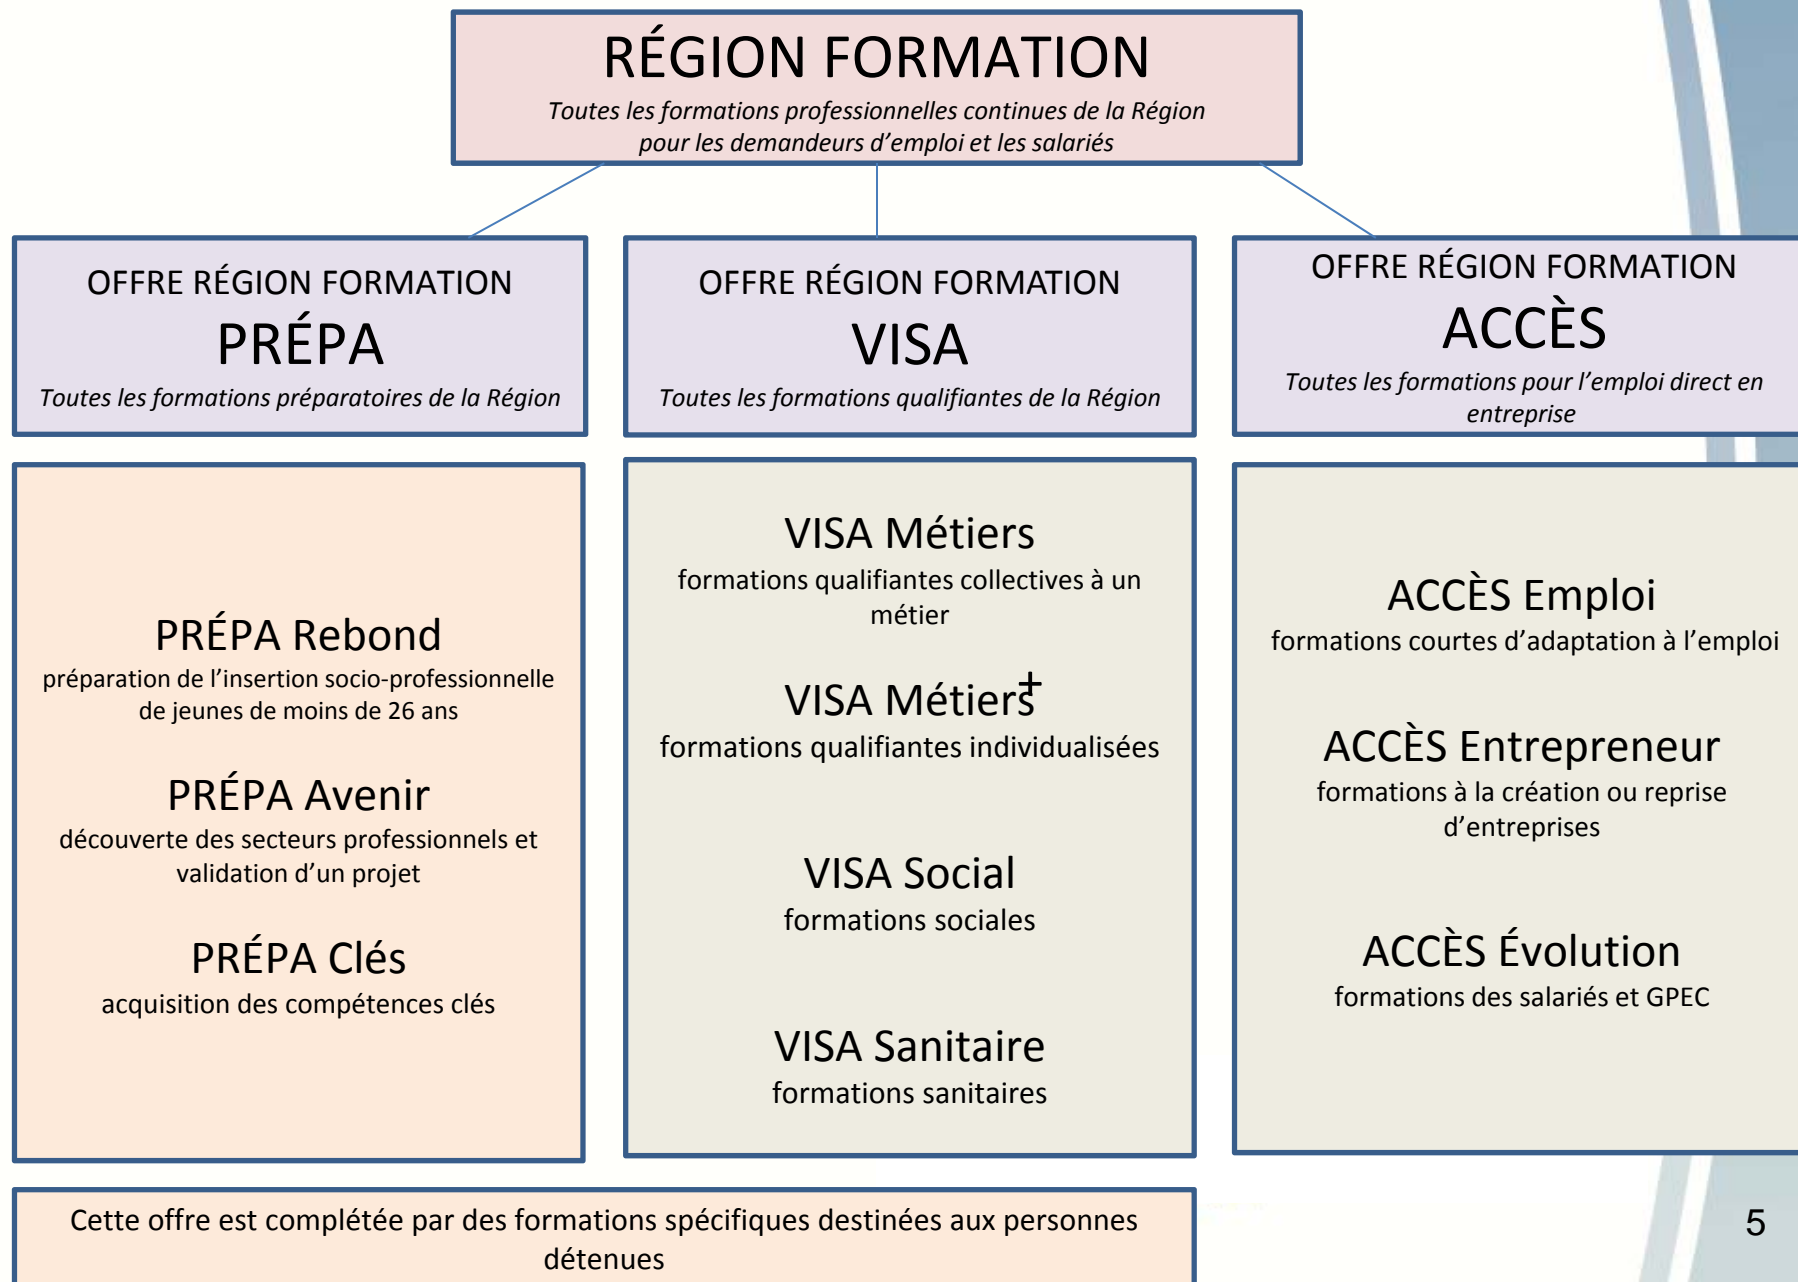 RÉGION FORMATION
Toutes les formations professionnelles continues de la Région
pour les demandeurs d’emploi et les salariés
OFFRE RÉGION FORMATION
PRÉPA
Toutes les formations préparatoires de la Région
OFFRE RÉGION FORMATION
VISA
Toutes les formations qualifiantes de la Région
OFFRE RÉGION FORMATION
ACCÈS
Toutes les formations pour l’emploi direct en
entreprise
PRÉPA Rebond
préparation de l’insertion socio-professionnelle
de jeunes de moins de 26 ans
PRÉPA Avenir
découverte des secteurs professionnels et
validation d’un projet
PRÉPA Clés
acquisition des compétences clés
VISA Métiers
formations qualifiantes collectives à un
métier
VISA Métiers+
formations qualifiantes individualisées
VISA Social
formations sociales
VISA Sanitaire
formations sanitaires
ACCÈS Emploi
formations courtes d’adaptation à l’emploi
ACCÈS Entrepreneur
formations à la création ou reprise
d’entreprises
ACCÈS Évolution
formations des salariés et GPEC
Cette offre est complétée par des formations spécifiques destinées aux personnes
détenues
5